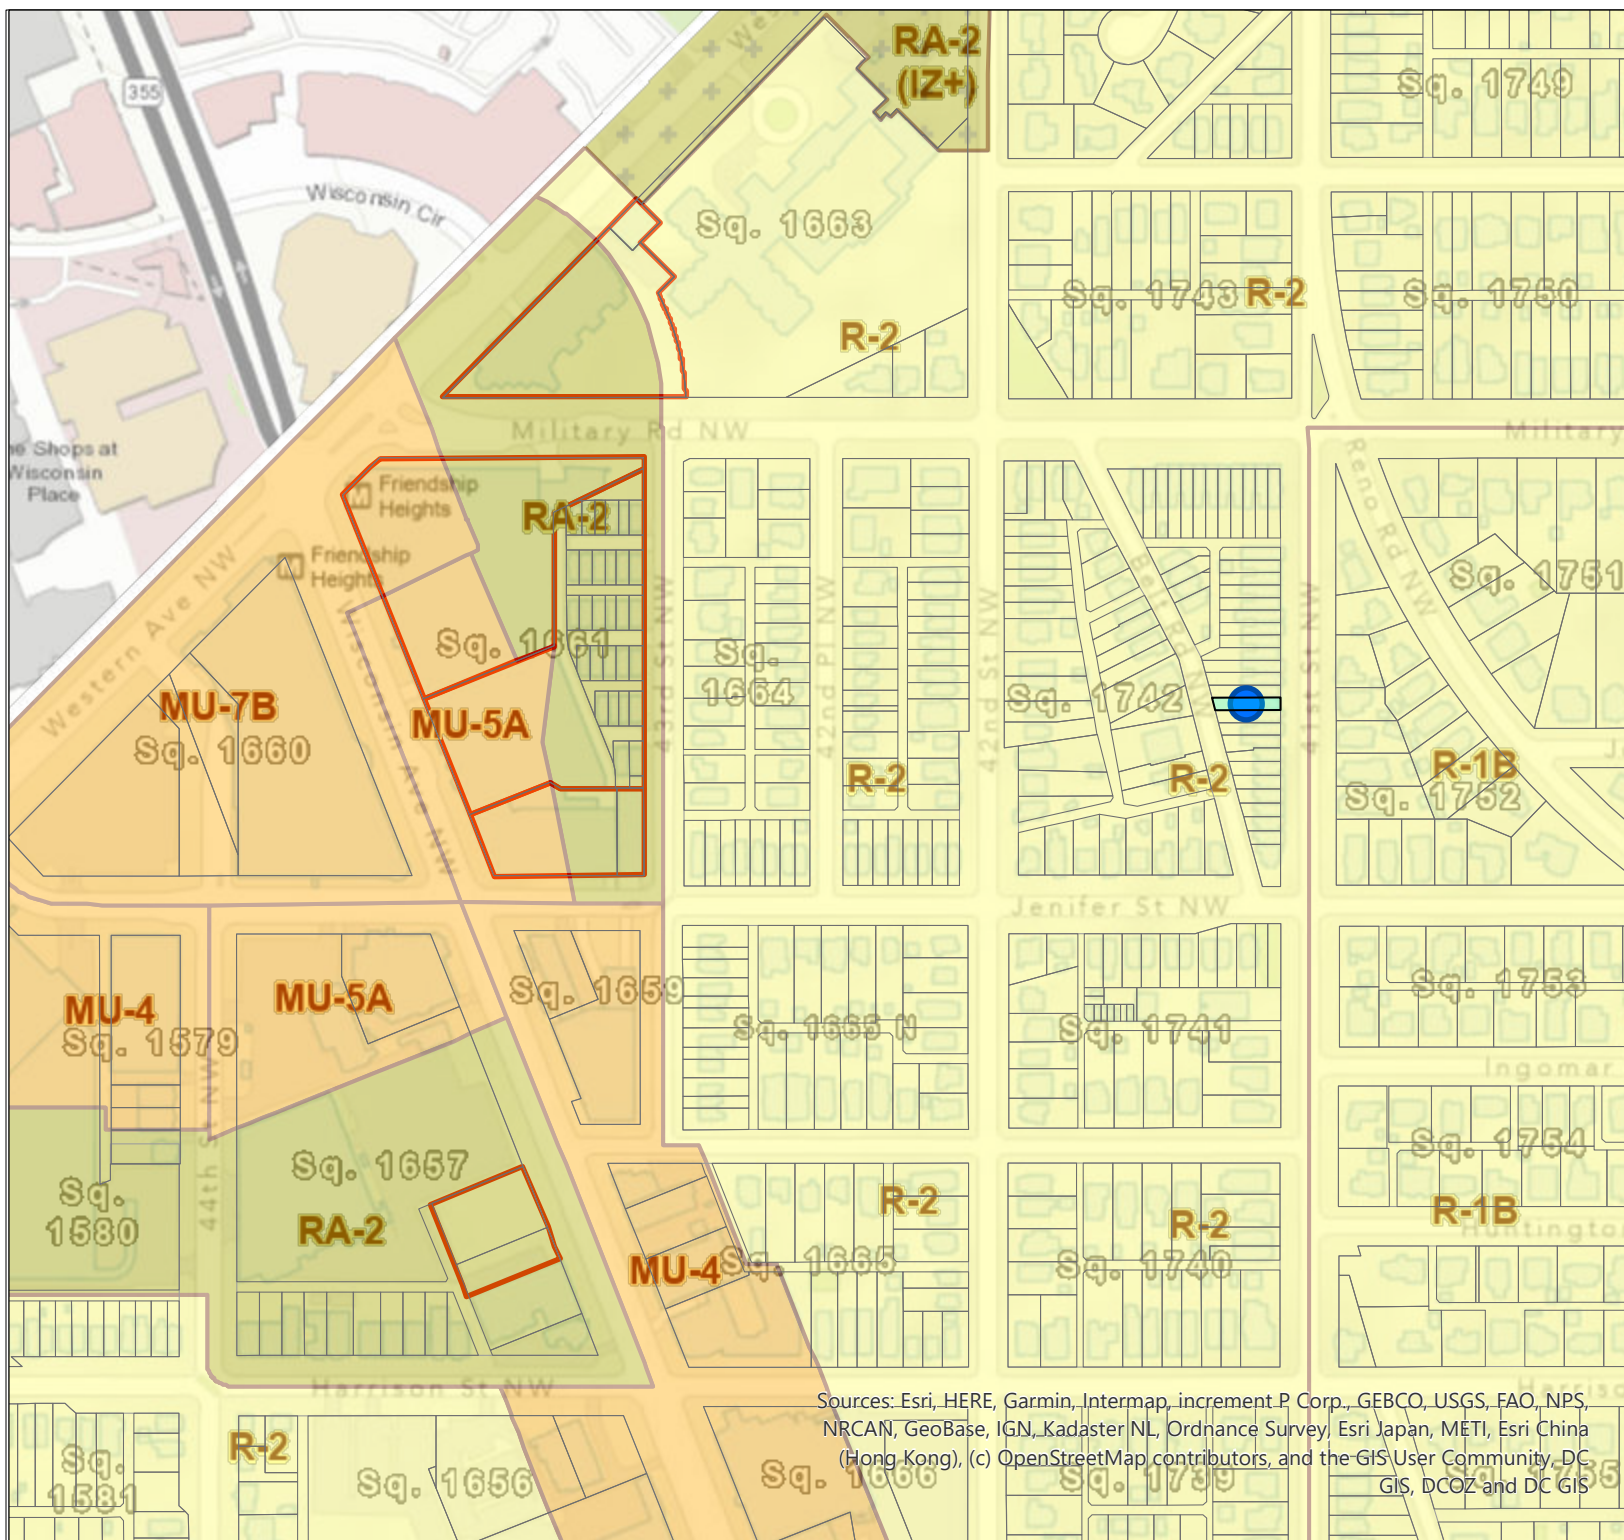 RA-2
(IZ+)
Sq. 1749
355
Wisconsin Cir
Sq. 1663
Sq. 1743
R-2
Sq. 1750
R-2
Military Rd NW
Military
Shops at
Wisconsin
Place
Friendship
Heights
RA-2
Friendship
Heights
Western Ave NW
Wisconsin Ave NW
Sq. 1661
MU-7B
Sq. 1660
MU-5A
43rd St NW
Sq.
1664
42nd Pl NW
R-2
42nd St NW
Sq. 1742
Belt Rd NW
R-2
41st St NW
Reno Rd NW
Sq. 1751
R-1B
Sq. 1752
Jenifer St NW
MU-4
Sq. 1579
MU-5A
Sq. 1659
Sq. 1665 N
Sq. 1741
Sq. 1753
Ingomar
44th St NW
Sq.
1580
Sq. 1657
RA-2
MU-4
Sq. 1665
R-2
R-2
Sq. 1740
Sq. 1754
R-1B
Huntington
Harrison St NW
Sources: Esri, HERE, Garmin, Intermap, increment P Corp., GEBCO, USGS, FAO, NPS,
NRCAN, GeoBase, IGN, Kadaster NL, Ordnance Survey, Esri Japan, METI, Esri China
(Hong Kong), (c) OpenStreetMap contributors, and the GIS User Community, DC
GIS, DCOZ and DC GIS
Sq.
1581
R-2
Sq. 1656
Sq. 1666
Sq. 1739
Sq. 1755